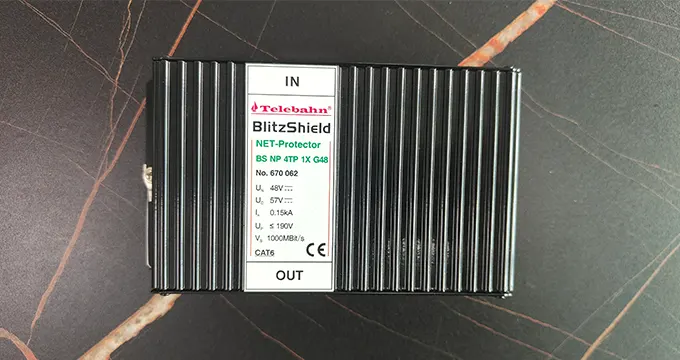 IN
Telebahn®
BlitzShield
NET-Protector
BS NP 4TP 1X G48
No. 670 062
48V
57V
0.15kA
≤ 190V
1000MBit/s
CAT6 CE
OUT